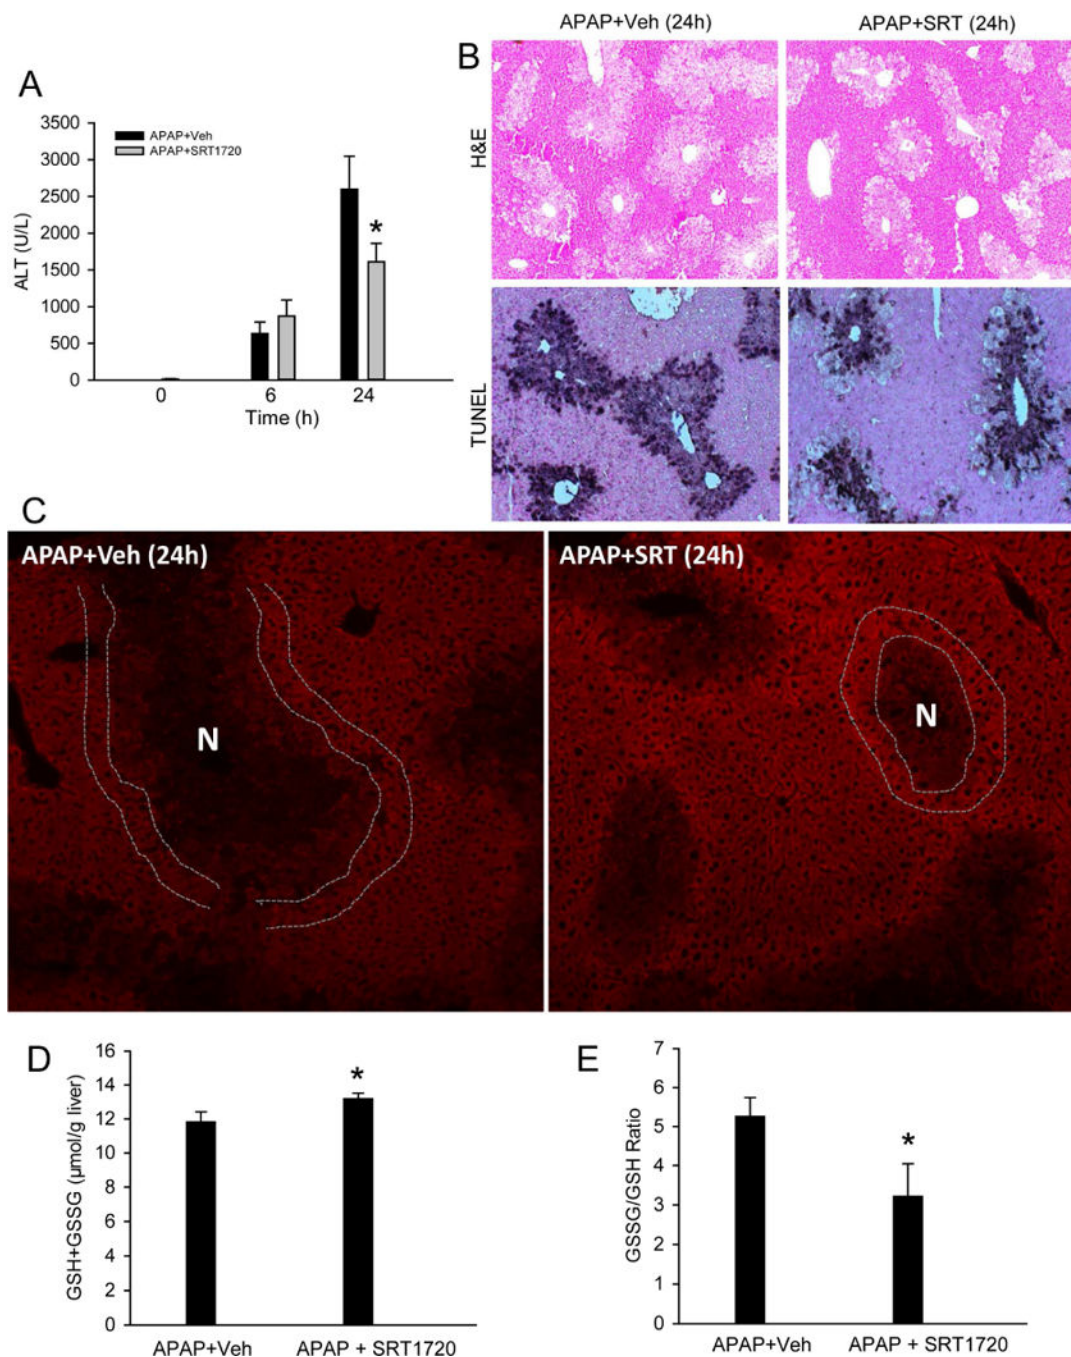 APAP+Veh (24h) APAP+SRT (24h)
B
A
H&E
TUNEL
3500
3000
2500
2000
1500
1000
500
0
ALT (U/L)
APAP+Veh
APAP+SRT1720
*
0 6 24
Time (h)
C
APAP+Veh (24h) APAP+SRT (24h)
N N
D
16
14
12
10
8
6
4
2
0
GSH+GSSG (µmol/g liver)
*
APAP+Veh APAP + SRT1720
E
7
6
5
4
3
2
1
0
GSSG/GSH Ratio
*
APAP+Veh APAP + SRT1720